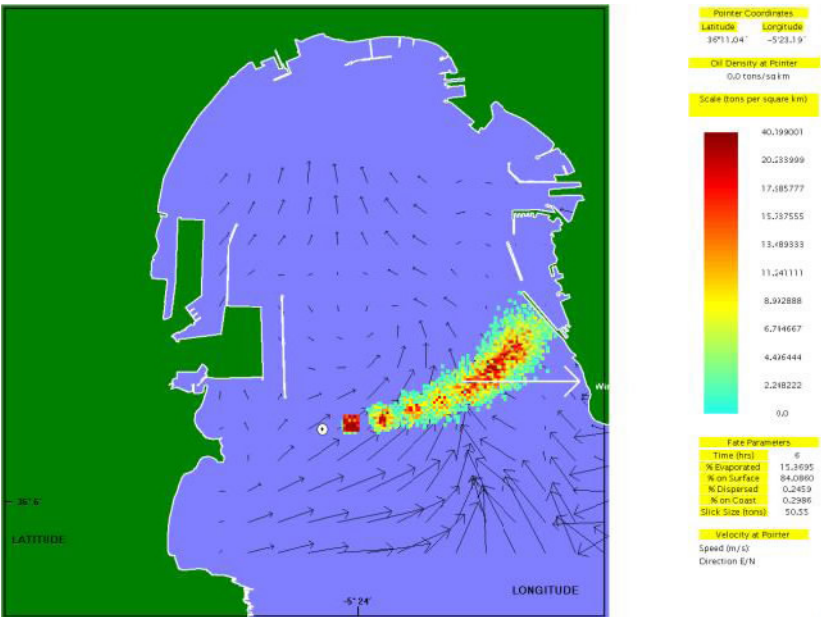 Pointer Coordinates
Latitude Longitude
36°11.04' -5°23.19'
Oil Density at Pointer
0.0 tons/sq km
Scale (tons per square km)
40.199001
20.233999
17.985777
15.737555
13.489333
11.241111
8.992888
6.744667
4.496444
2.248222
0.0
Fate Parameters
Time (hrs) 6
% Evaporated 15.3695
% on Surface 84.0860
% Dispersed 0.2459
% on Coast 0.2986
Slick Size (tons) 50.55
Velocity at Pointer
Speed (m/s)
Direction E/N
Win
36° 6'
LATITUDE
LONGITUDE
-5° 24'